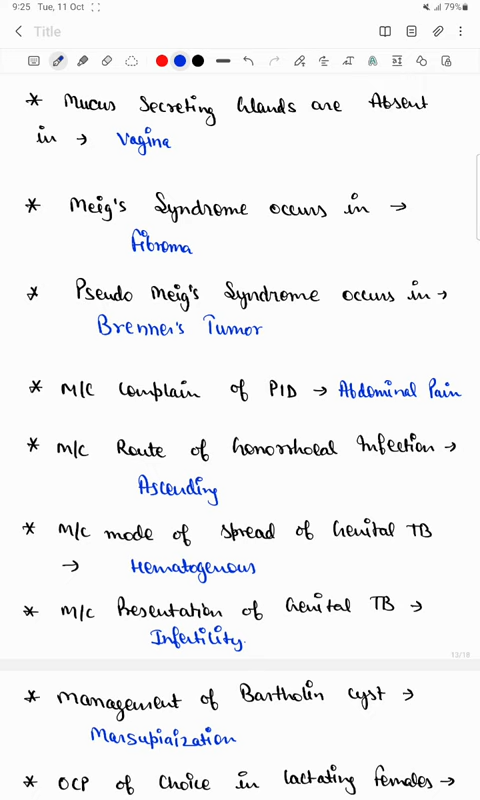 9:25 Tue, 11 Oct 79%
Title
* Mucus Secreting Glands are Absent
in → Vagina
* Meig's Syndrome occurs in →
Fibroma
* Pseudo Meig's Syndrome occurs in →
Brenner's Tumor
* M/C Complain of PID → Abdominal Pain
* M/C Route of Gonorrhoeal Infection →
Ascending
* M/C mode of Spread of Genital TB
→ Hematogenous
* M/C Presentation of Genital TB →
Infertility.
13/18
* Management of Bartholin Cyst →
Marsupiaization
* OCP of Choice in lactating females →